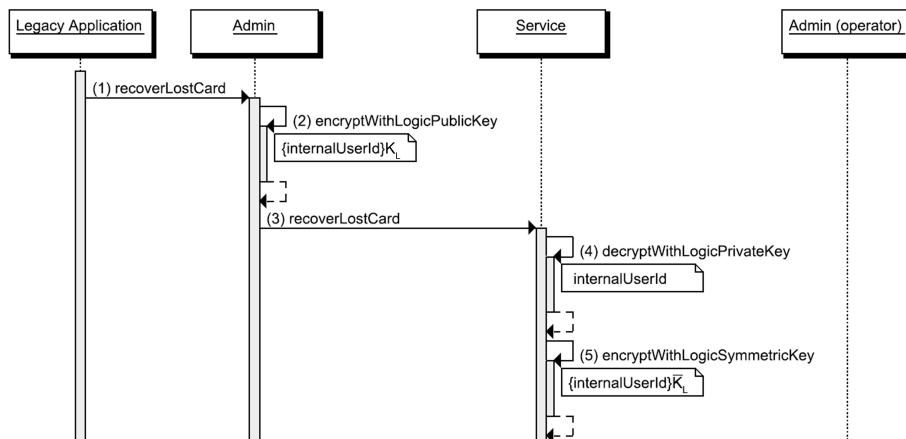 Legacy Application
Admin
Service
Admin (operator)
(1) recoverLostCard
(2) encryptWithLogicPublicKey
{internalUserId}K_L
(3) recoverLostCard
(4) decryptWithLogicPrivateKey
internalUserId
(5) encryptWithLogicSymmetricKey
{internalUserId}K̅_L